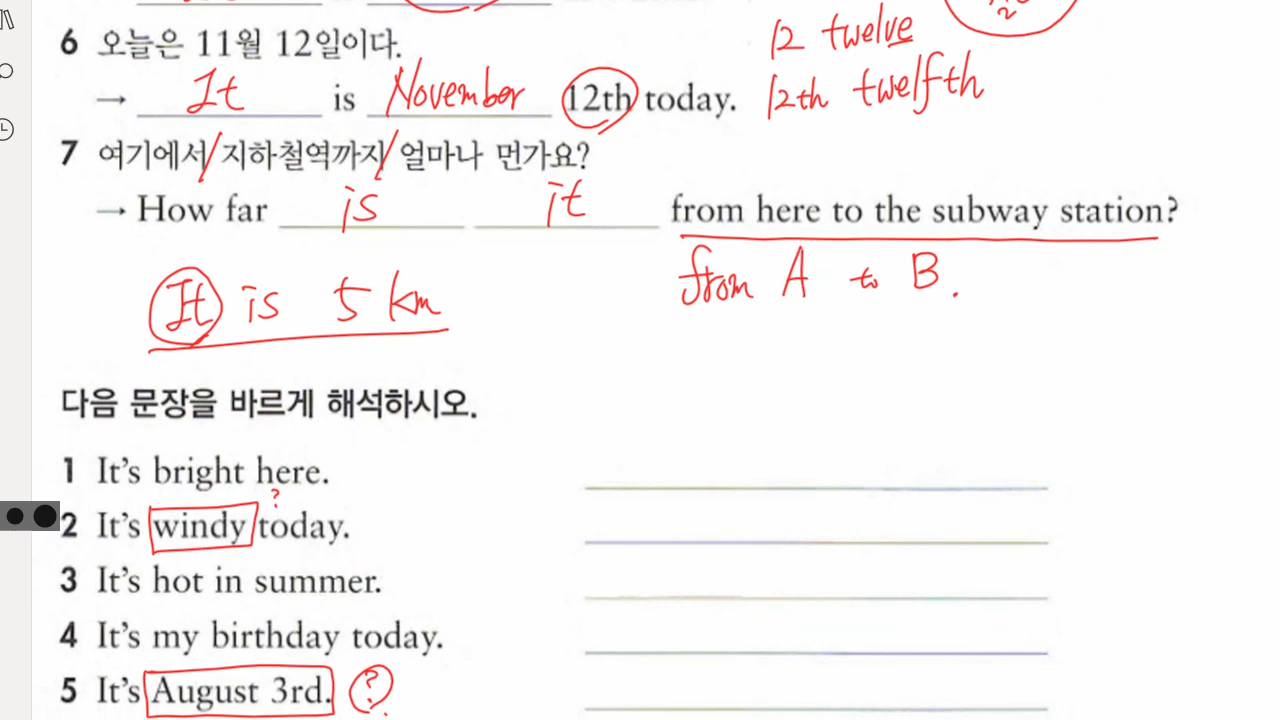 12 twelve
6 오늘은 11월 12일이다.
→ It is November 12th today. 12th twelfth
7 여기에서/지하철역까지/얼마나 먼가요?
→ How far is it from here to the subway station?
from A to B.
It is 5 km
다음 문장을 바르게 해석하시오.
1 It's bright here.
?
2 It's windy today.
3 It's hot in summer.
4 It's my birthday today.
5 It's August 3rd. ?